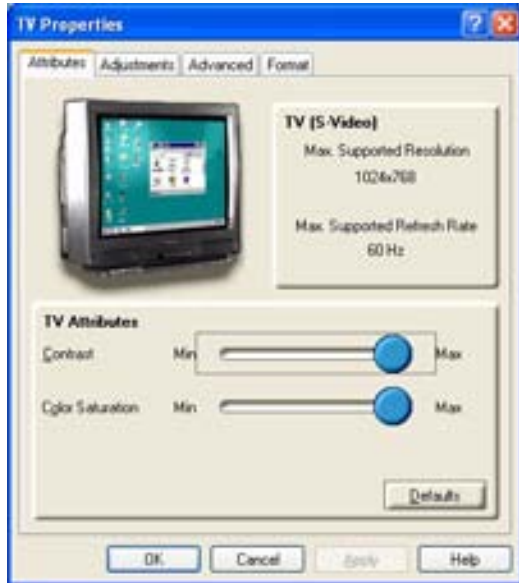 TV Properties
Attributes Adjustments Advanced Format
TV (S-Video)
Max. Supported Resolution
1024x768
Max. Supported Refresh Rate
60 Hz
TV Attributes
Contrast Min Max
Color Saturation Min Max
Defaults
OK Cancel Apply Help